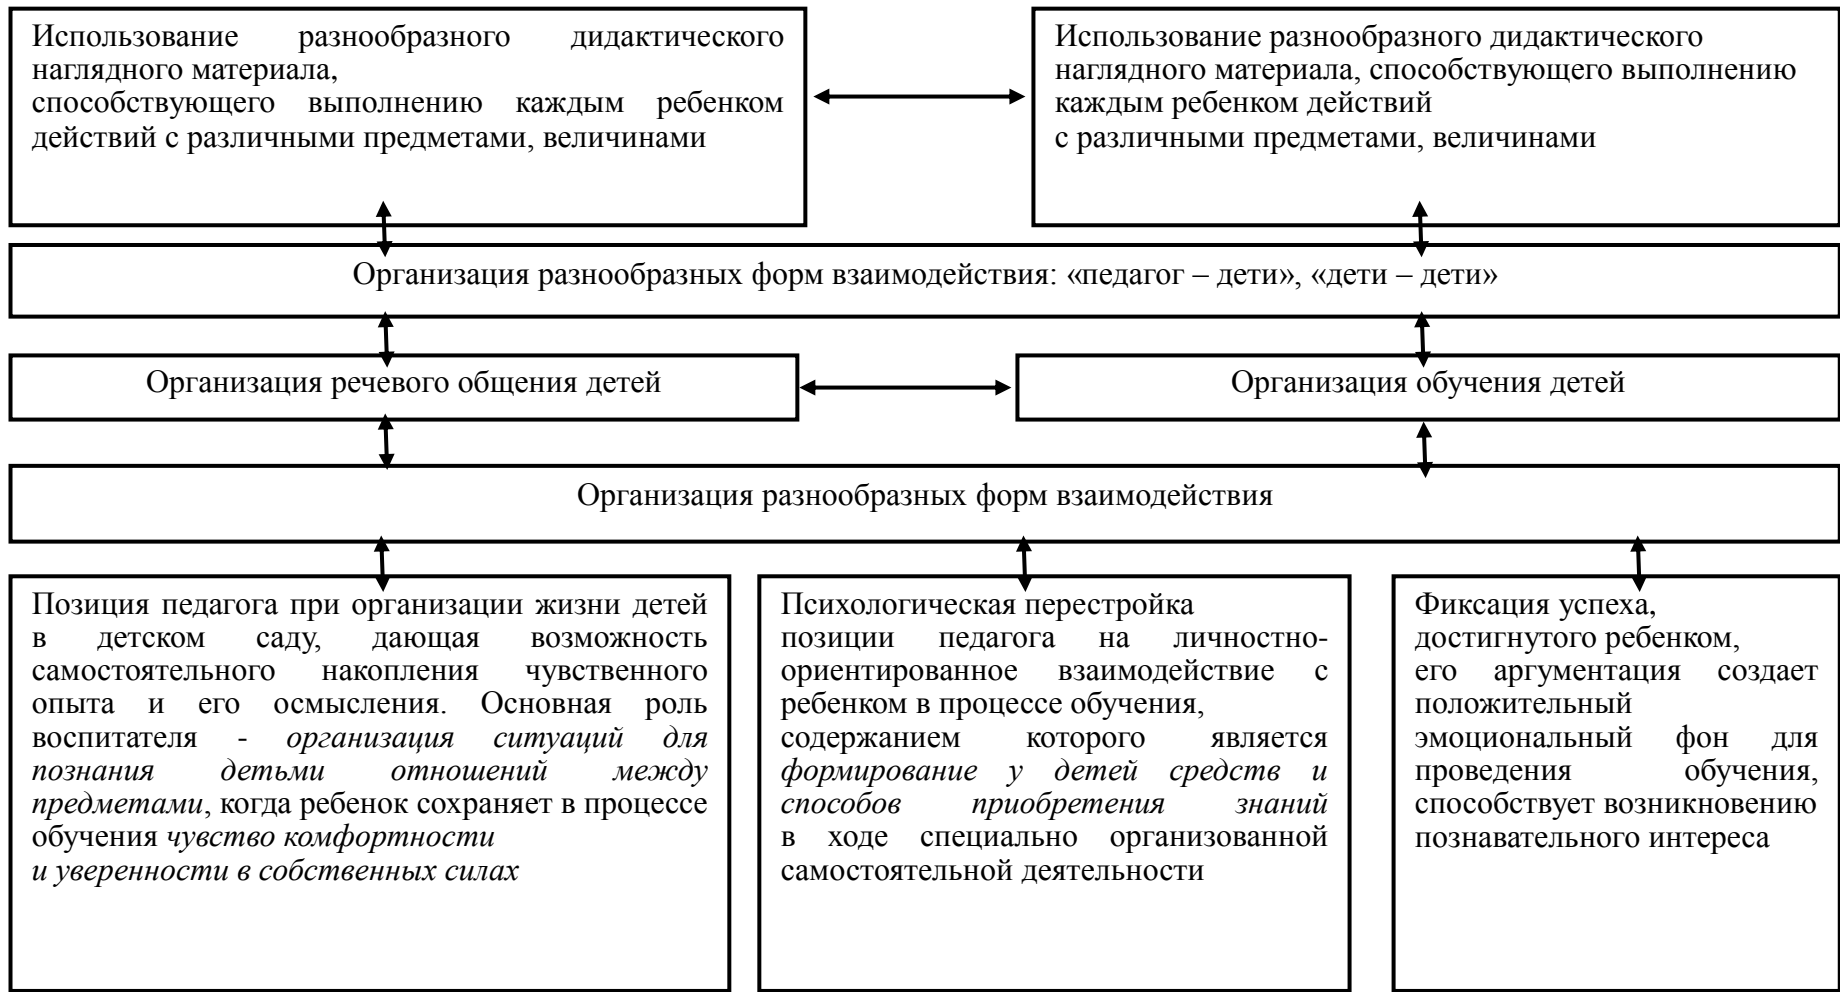 Использование разнообразного дидактического
наглядного материала,
способствующего выполнению каждым ребенком
действий с различными предметами, величинами
Использование разнообразного дидактического
наглядного материала, способствующего выполнению
каждым ребенком действий
с различными предметами, величинами
Организация разнообразных форм взаимодействия: «педагог – дети», «дети – дети»
Организация речевого общения детей
Организация обучения детей
Организация разнообразных форм взаимодействия
Позиция педагога при организации жизни детей
в детском саду, дающая возможность
самостоятельного накопления чувственного
опыта и его осмысления. Основная роль
воспитателя - организация ситуаций для
познания детьми отношений между
предметами, когда ребенок сохраняет в процессе
обучения чувство комфортности
и уверенности в собственных силах
Психологическая перестройка
позиции педагога на личностно-
ориентированное взаимодействие с
ребенком в процессе обучения,
содержанием которого является
формирование у детей средств и
способов приобретения знаний
в ходе специально организованной
самостоятельной деятельности
Фиксация успеха,
достигнутого ребенком,
его аргументация создает
положительный
эмоциональный фон для
проведения обучения,
способствует возникновению
познавательного интереса